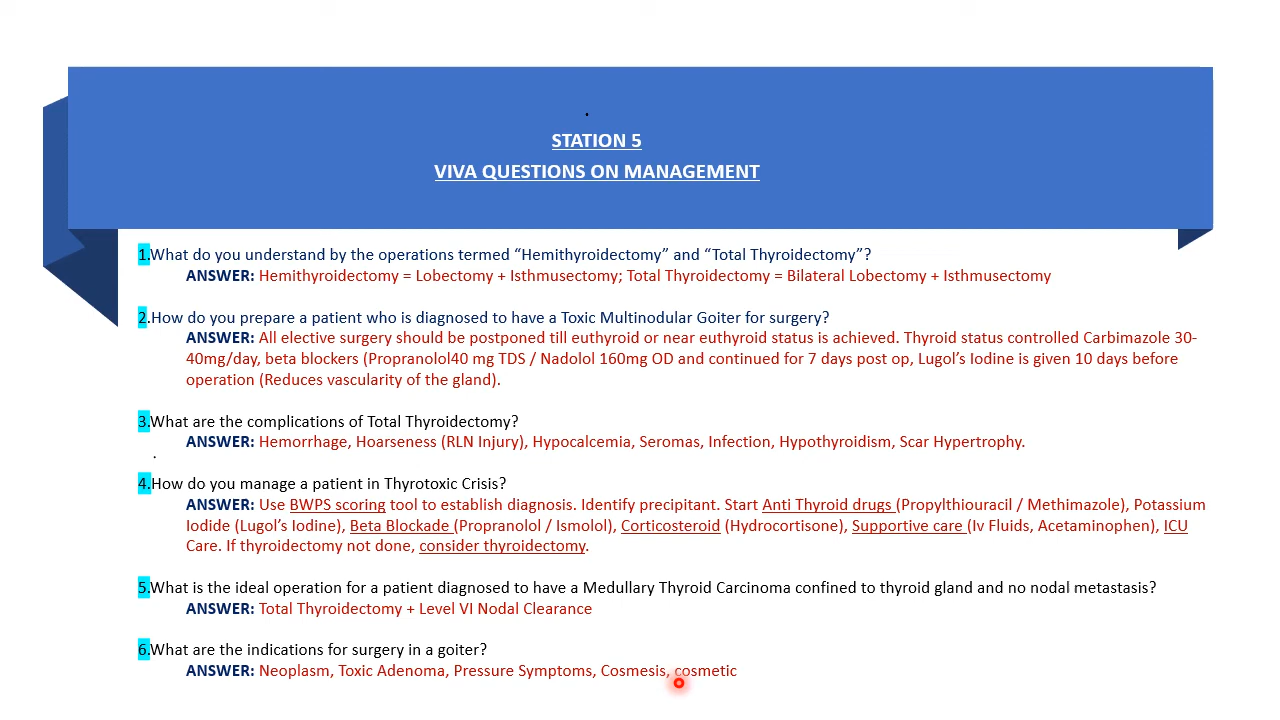 STATION 5
VIVA QUESTIONS ON MANAGEMENT
1.What do you understand by the operations termed “Hemithyroidectomy” and “Total Thyroidectomy”?
ANSWER: Hemithyroidectomy = Lobectomy + Isthmusectomy; Total Thyroidectomy = Bilateral Lobectomy + Isthmusectomy
2.How do you prepare a patient who is diagnosed to have a Toxic Multinodular Goiter for surgery?
ANSWER: All elective surgery should be postponed till euthyroid or near euthyroid status is achieved. Thyroid status controlled Carbimazole 30-
40mg/day, beta blockers (Propranolol40 mg TDS / Nadolol 160mg OD and continued for 7 days post op, Lugol’s Iodine is given 10 days before
operation (Reduces vascularity of the gland).
3.What are the complications of Total Thyroidectomy?
ANSWER: Hemorrhage, Hoarseness (RLN Injury), Hypocalcemia, Seromas, Infection, Hypothyroidism, Scar Hypertrophy.
4.How do you manage a patient in Thyrotoxic Crisis?
ANSWER: Use BWPS scoring tool to establish diagnosis. Identify precipitant. Start Anti Thyroid drugs (Propylthiouracil / Methimazole), Potassium
Iodide (Lugol’s Iodine), Beta Blockade (Propranolol / Ismolol), Corticosteroid (Hydrocortisone), Supportive care (Iv Fluids, Acetaminophen), ICU
Care. If thyroidectomy not done, consider thyroidectomy.
5.What is the ideal operation for a patient diagnosed to have a Medullary Thyroid Carcinoma confined to thyroid gland and no nodal metastasis?
ANSWER: Total Thyroidectomy + Level VI Nodal Clearance
6.What are the indications for surgery in a goiter?
ANSWER: Neoplasm, Toxic Adenoma, Pressure Symptoms, Cosmesis, cosmetic